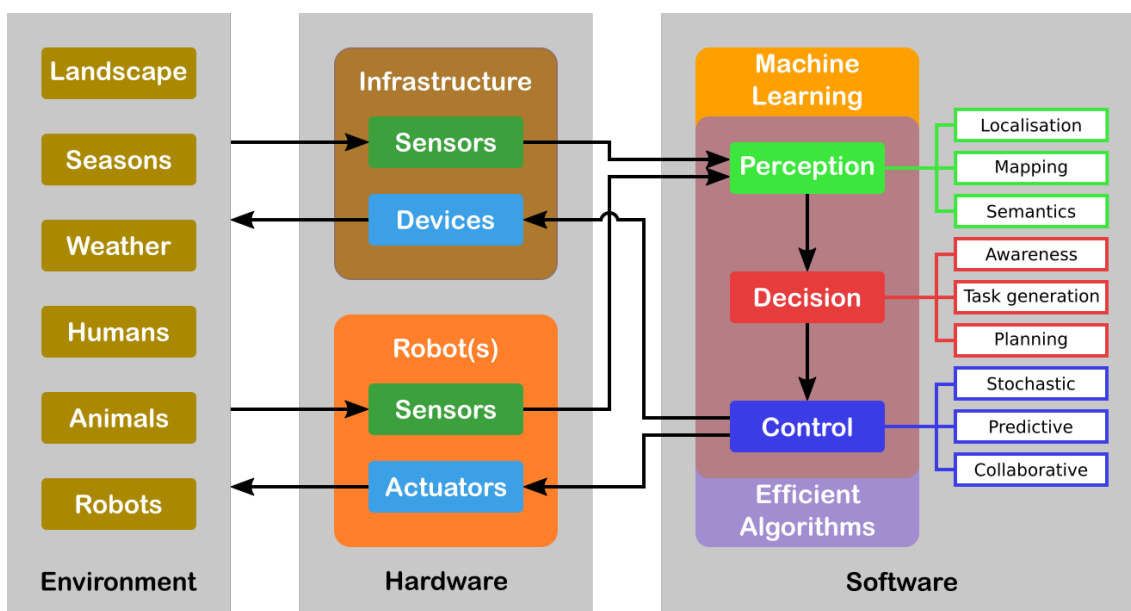 Landscape
Seasons
Weather
Humans
Animals
Robots
Environment
Infrastructure
Sensors
Devices
Robot(s)
Sensors
Actuators
Hardware
Machine
Learning
Perception
Decision
Control
Efficient
Algorithms
Localisation
Mapping
Semantics
Awareness
Task generation
Planning
Stochastic
Predictive
Collaborative
Software